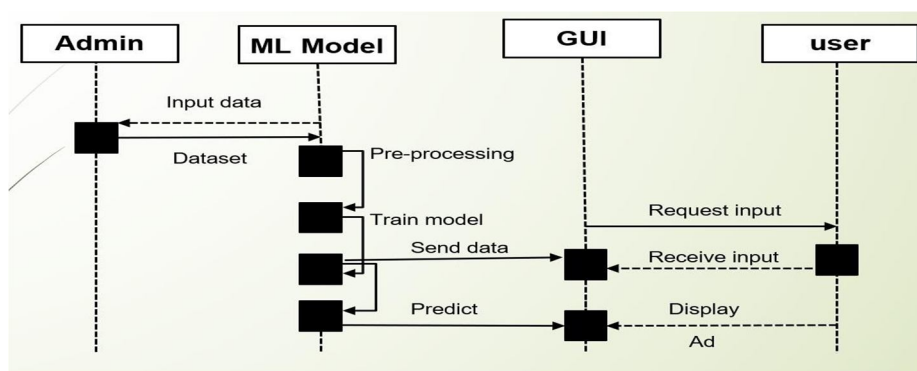 Admin
ML Model
GUI
user
Input data
Dataset
Pre-processing
Train model
Request input
Send data
Receive input
Predict
Display
Ad